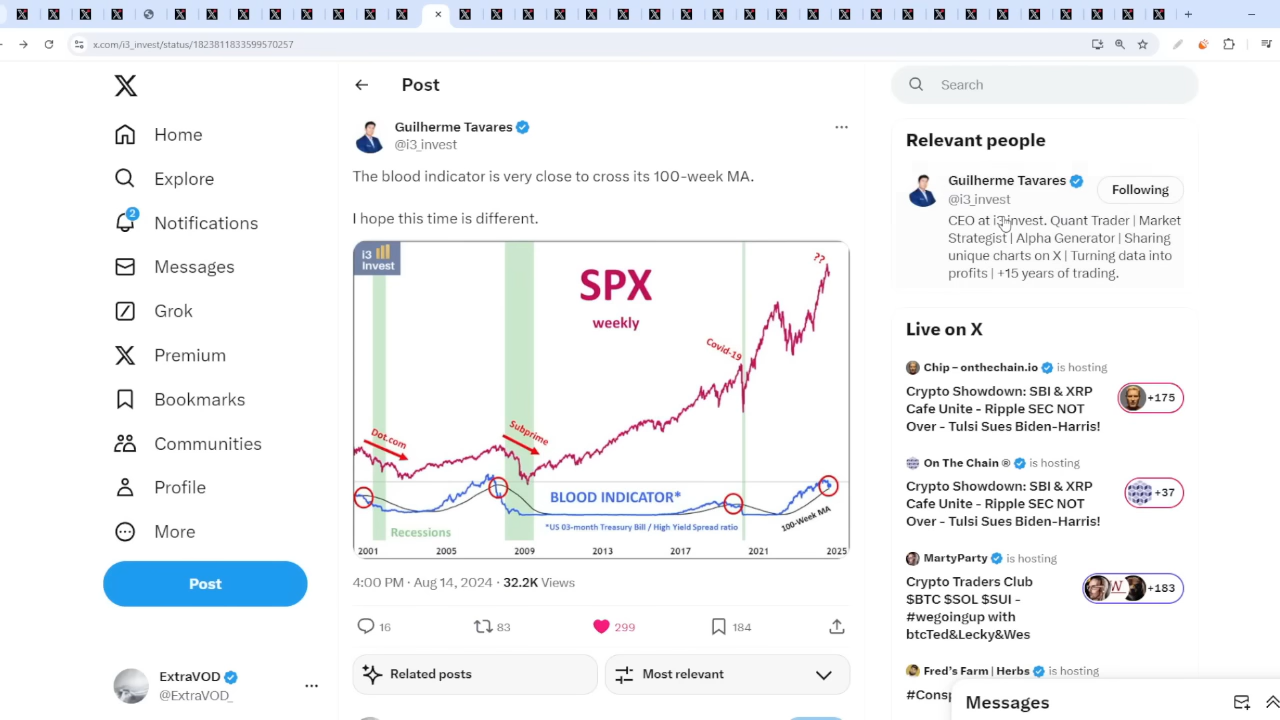 x.com/i3_invest/status/1823811833599570257
Home
Explore
2
Notifications
Messages
Grok
Premium
Bookmarks
Communities
Profile
More
Post
ExtraVOD
@ExtraVOD_
Post
Guilherme Tavares
@i3_invest
The blood indicator is very close to cross its 100-week MA.
I hope this time is different.
i3
Invest
SPX
weekly
??
Covid-19
Dot.com
Subprime
BLOOD INDICATOR*
*US 03-month Treasury Bill / High Yield Spread ratio
100-Week MA
Recessions
2001 2005 2009 2013 2017 2021 2025
4:00 PM · Aug 14, 2024 · 32.2K Views
16 83 299 184
Related posts
Most relevant
Search
Relevant people
Guilherme Tavares
@i3_invest
Following
CEO at i3 invest. Quant Trader | Market
Strategist | Alpha Generator | Sharing
unique charts on X | Turning data into
profits | +15 years of trading.
Live on X
Chip – onthechain.io is hosting
Crypto Showdown: SBI & XRP
Cafe Unite - Ripple SEC NOT
Over - Tulsi Sues Biden-Harris!
+175
On The Chain ® is hosting
Crypto Showdown: SBI & XRP
Cafe Unite - Ripple SEC NOT
Over - Tulsi Sues Biden-Harris!
+37
MartyParty is hosting
Crypto Traders Club
$BTC $SOL $SUI -
#wegoingup with
btcTed&Lecky&Wes
+183
Fred's Farm | Herbs is hosting
Messages